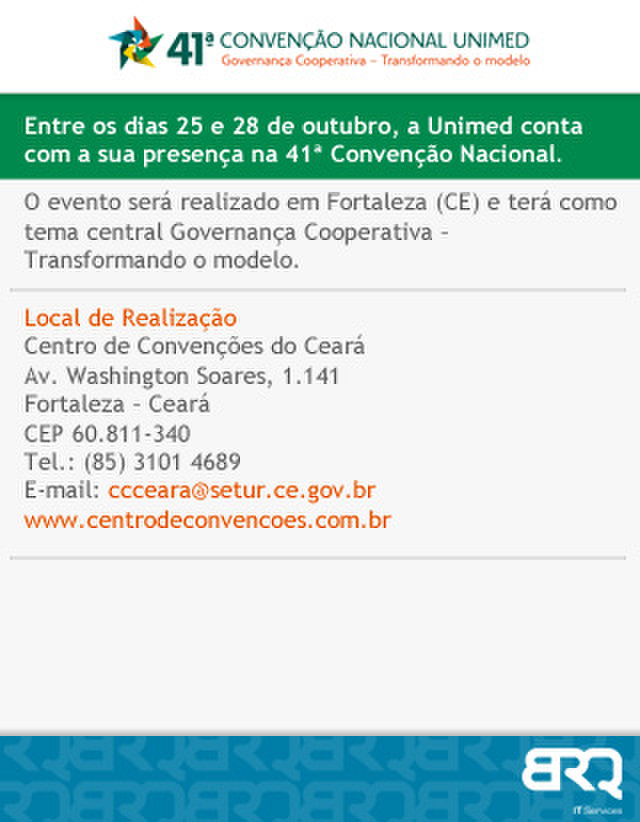 41ª CONVENÇÃO NACIONAL UNIMED
Governança Cooperativa – Transformando o modelo
Entre os dias 25 e 28 de outubro, a Unimed conta
com a sua presença na 41ª Convenção Nacional.
O evento será realizado em Fortaleza (CE) e terá como
tema central Governança Cooperativa –
Transformando o modelo.
Local de Realização
Centro de Convenções do Ceará
Av. Washington Soares, 1.141
Fortaleza – Ceará
CEP 60.811-340
Tel.: (85) 3101 4689
E-mail: ccceara@setur.ce.gov.br
www.centrodeconvencoes.com.br
BRQ
IT Services